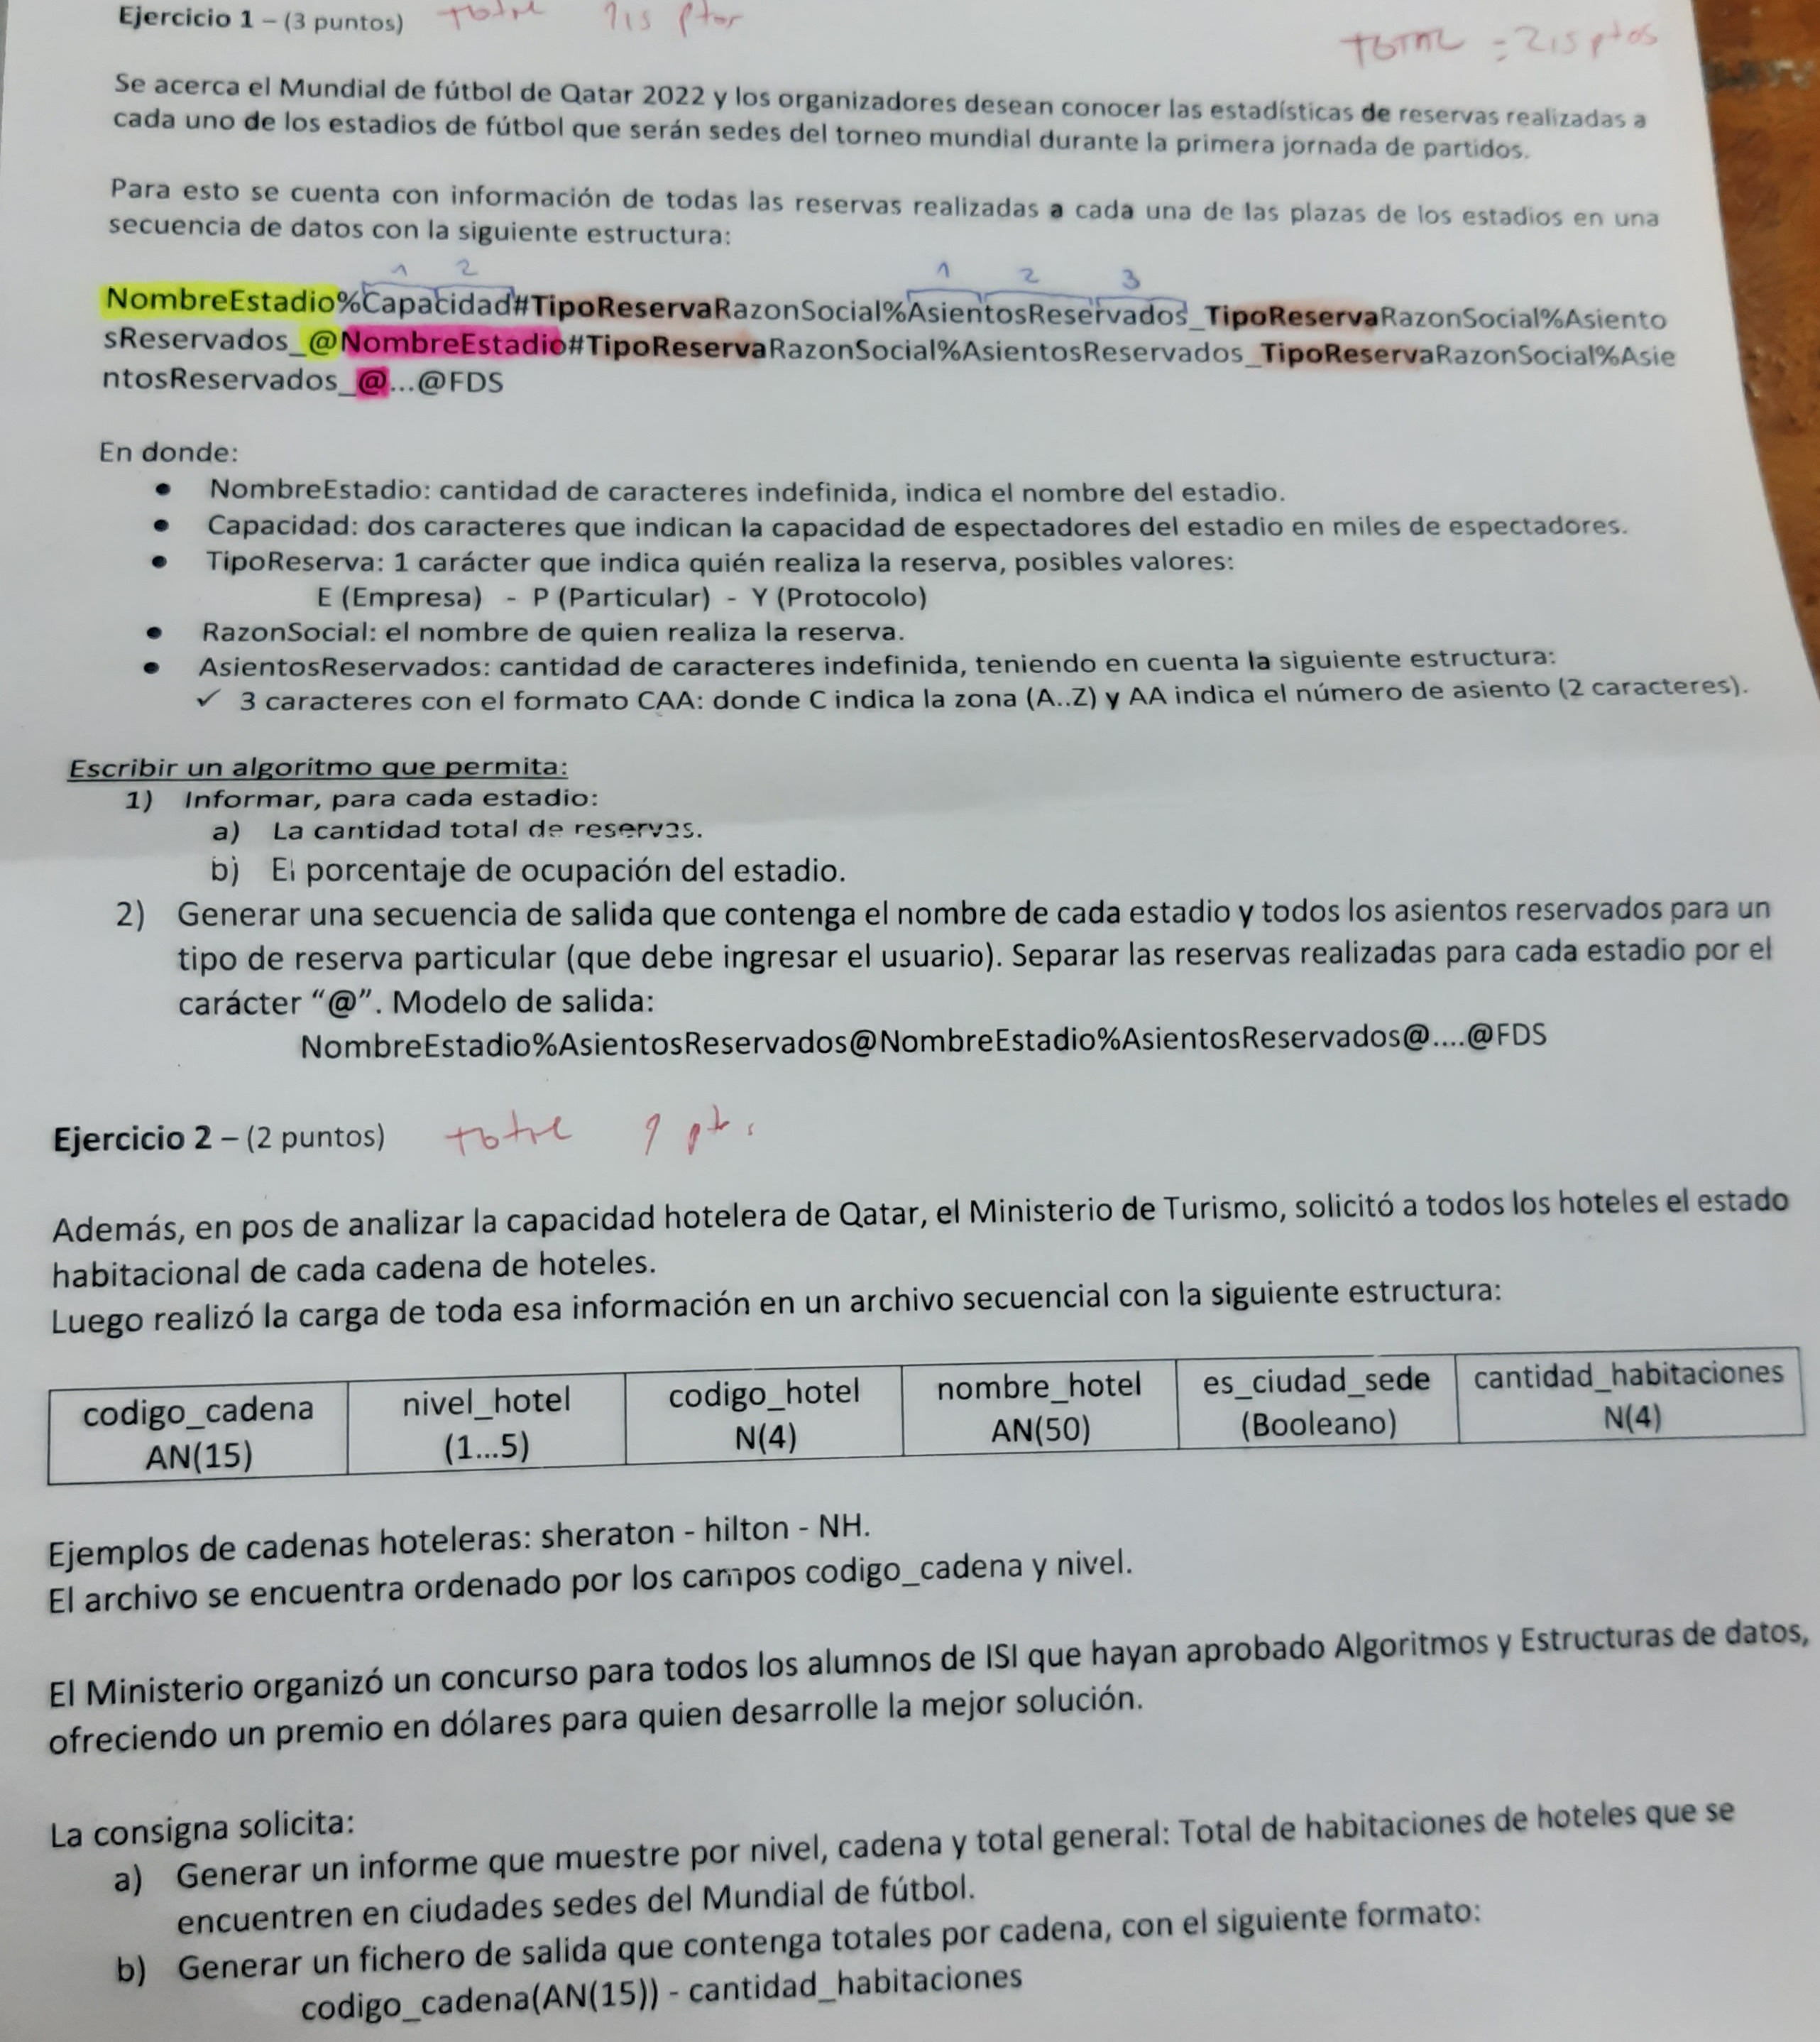 Ejercicio 1 – (3 puntos) Total 1,5 ptos
TOTAL = 2,5 ptos
Se acerca el Mundial de fútbol de Qatar 2022 y los organizadores desean conocer las estadísticas de reservas realizadas a
cada uno de los estadios de fútbol que serán sedes del torneo mundial durante la primera jornada de partidos.
Para esto se cuenta con información de todas las reservas realizadas a cada una de las plazas de los estadios en una
secuencia de datos con la siguiente estructura:
1 2 1 2 3
NombreEstadio%Capacidad#TipoReservaRazonSocial%AsientosReservados_TipoReservaRazonSocial%Asiento
sReservados_@NombreEstadio#TipoReservaRazonSocial%AsientosReservados_TipoReservaRazonSocial%Asie
ntosReservados_@...@FDS
En donde:
• NombreEstadio: cantidad de caracteres indefinida, indica el nombre del estadio.
• Capacidad: dos caracteres que indican la capacidad de espectadores del estadio en miles de espectadores.
• TipoReserva: 1 carácter que indica quién realiza la reserva, posibles valores:
E (Empresa) - P (Particular) - Y (Protocolo)
• RazonSocial: el nombre de quien realiza la reserva.
• AsientosReservados: cantidad de caracteres indefinida, teniendo en cuenta la siguiente estructura:
✓ 3 caracteres con el formato CAA: donde C indica la zona (A..Z) y AA indica el número de asiento (2 caracteres).
Escribir un algoritmo que permita:
1) Informar, para cada estadio:
a) La cantidad total de reservas.
b) El porcentaje de ocupación del estadio.
2) Generar una secuencia de salida que contenga el nombre de cada estadio y todos los asientos reservados para un
tipo de reserva particular (que debe ingresar el usuario). Separar las reservas realizadas para cada estadio por el
carácter “@”. Modelo de salida:
NombreEstadio%AsientosReservados@NombreEstadio%AsientosReservados@....@FDS
Ejercicio 2 – (2 puntos) Total 1 pto.
Además, en pos de analizar la capacidad hotelera de Qatar, el Ministerio de Turismo, solicitó a todos los hoteles el estado
habitacional de cada cadena de hoteles.
Luego realizó la carga de toda esa información en un archivo secuencial con la siguiente estructura:
codigo_cadena nivel_hotel codigo_hotel nombre_hotel es_ciudad_sede cantidad_habitaciones
AN(15) (1...5) N(4) AN(50) (Booleano) N(4)
Ejemplos de cadenas hoteleras: sheraton - hilton - NH.
El archivo se encuentra ordenado por los campos codigo_cadena y nivel.
El Ministerio organizó un concurso para todos los alumnos de ISI que hayan aprobado Algoritmos y Estructuras de datos,
ofreciendo un premio en dólares para quien desarrolle la mejor solución.
La consigna solicita:
a) Generar un informe que muestre por nivel, cadena y total general: Total de habitaciones de hoteles que se
encuentren en ciudades sedes del Mundial de fútbol.
b) Generar un fichero de salida que contenga totales por cadena, con el siguiente formato:
codigo_cadena(AN(15)) - cantidad_habitaciones